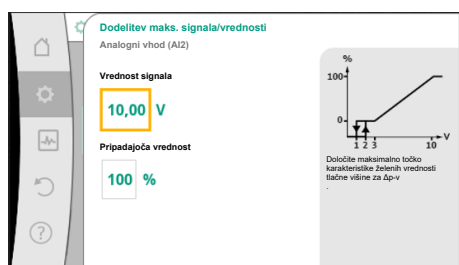 Dodelitev maks. signala/vrednosti
Analogni vhod (AI2)
Vrednost signala
10,00 V
Pripadajoča vrednost
100 %
%
100
0
1 2 3 10
V
Določite maksimalno točko
karakteristike želenih vrednosti
tlačne višine za Δp-v
.
?